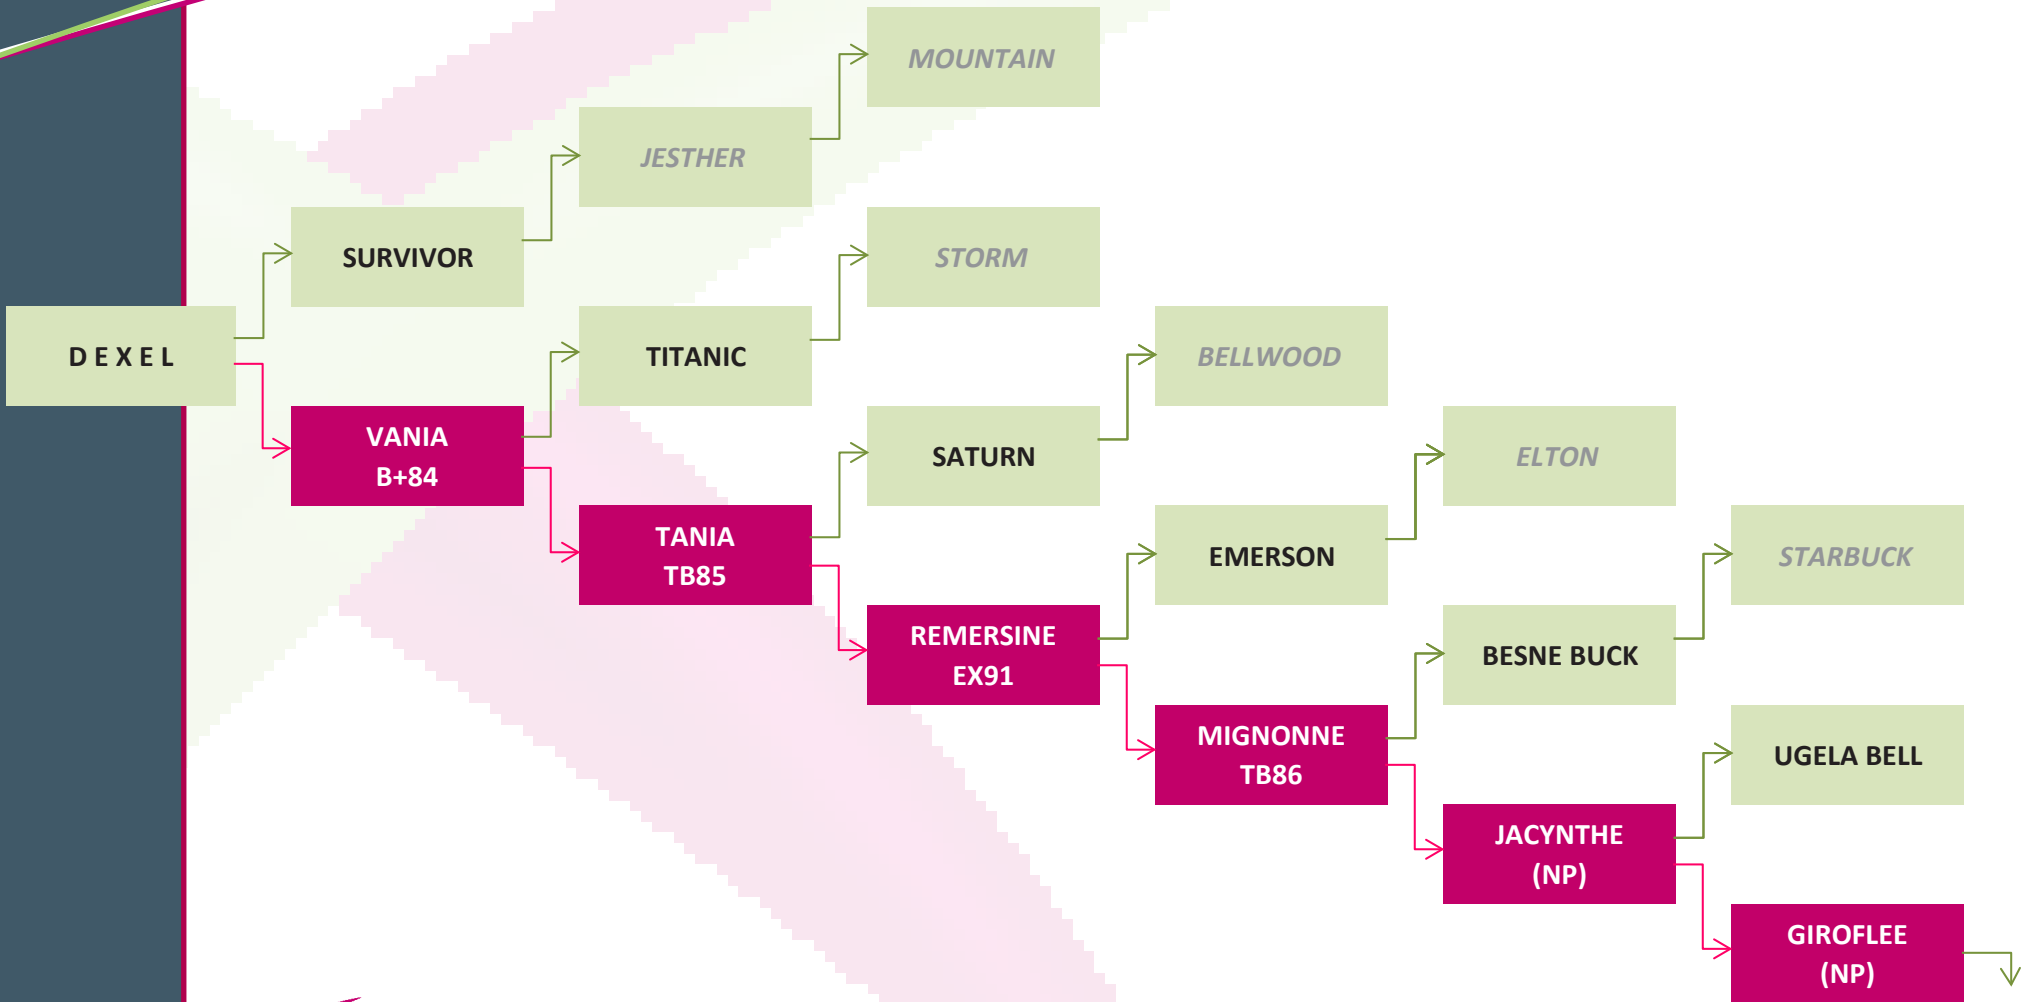 MOUNTAIN
JESTHER
SURVIVOR
STORM
D E X E L
TITANIC
BELLWOOD
VANIA
B+84
SATURN
ELTON
TANIA
TB85
EMERSON
STARBUCK
REMERSINE
EX91
BESNE BUCK
MIGNONNE
TB86
UGELA BELL
JACYNTHE
(NP)
GIROFLEE
(NP)